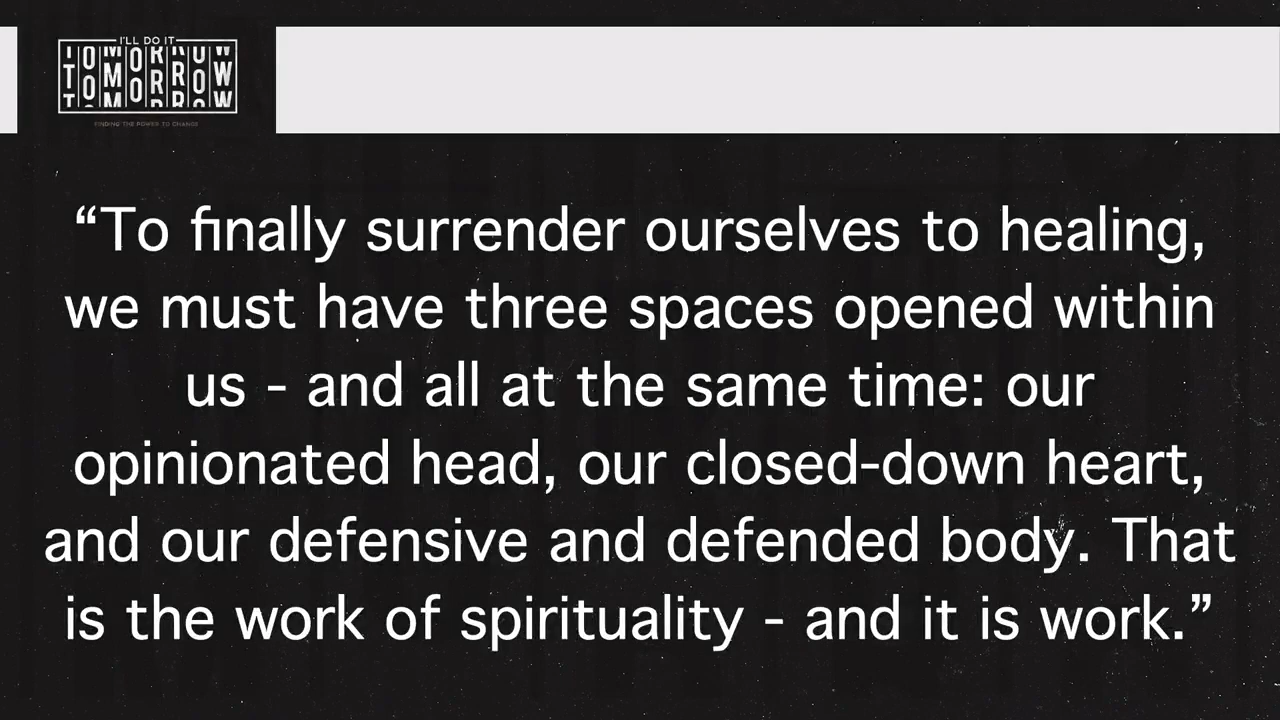 I'LL DO IT
TOMORROW
TOMORROW
TOMORROW
FINDING THE POWER TO CHANGE
“To finally surrender ourselves to healing,
we must have three spaces opened within
us - and all at the same time: our
opinionated head, our closed-down heart,
and our defensive and defended body. That
is the work of spirituality - and it is work.”